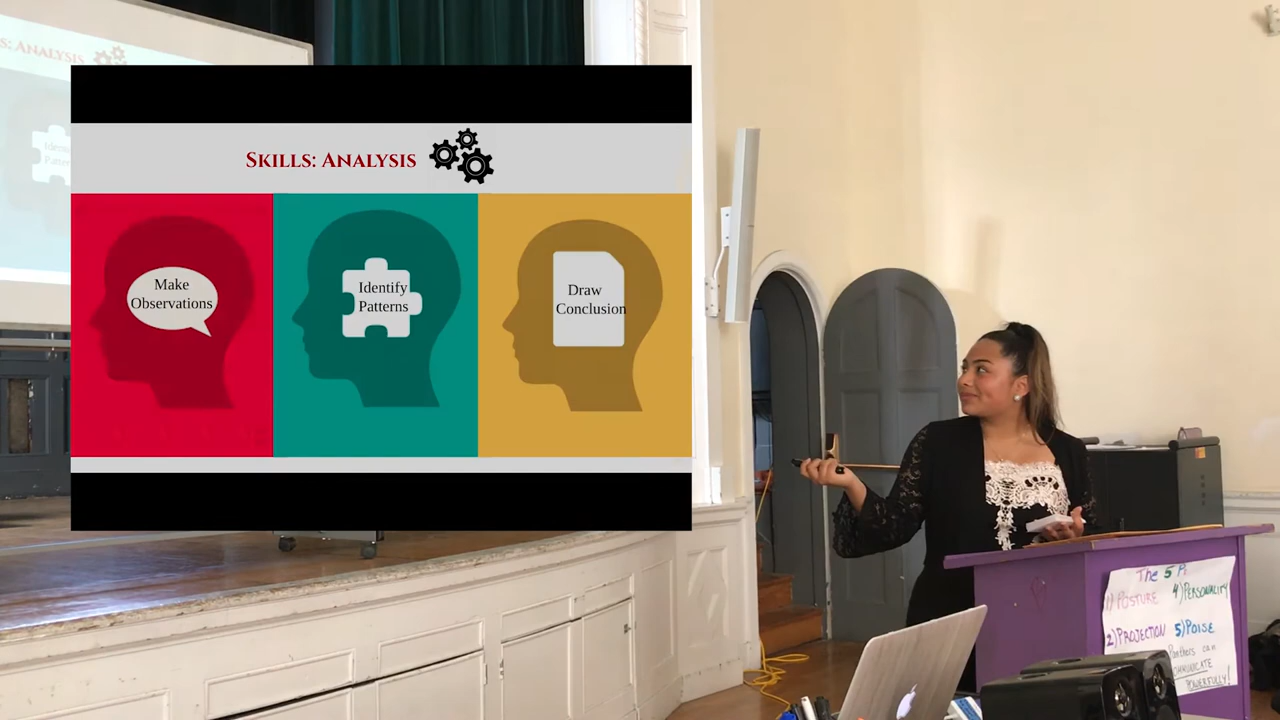 S: ANALYSIS
SKILLS: ANALYSIS
Make
Observations
Identify
Patterns
Draw
Conclusion
The 5 P
1) POSTURE 4) PERSONALITY
2) PROJECTION 5) POISE
Panthers can
POWERFULLY!